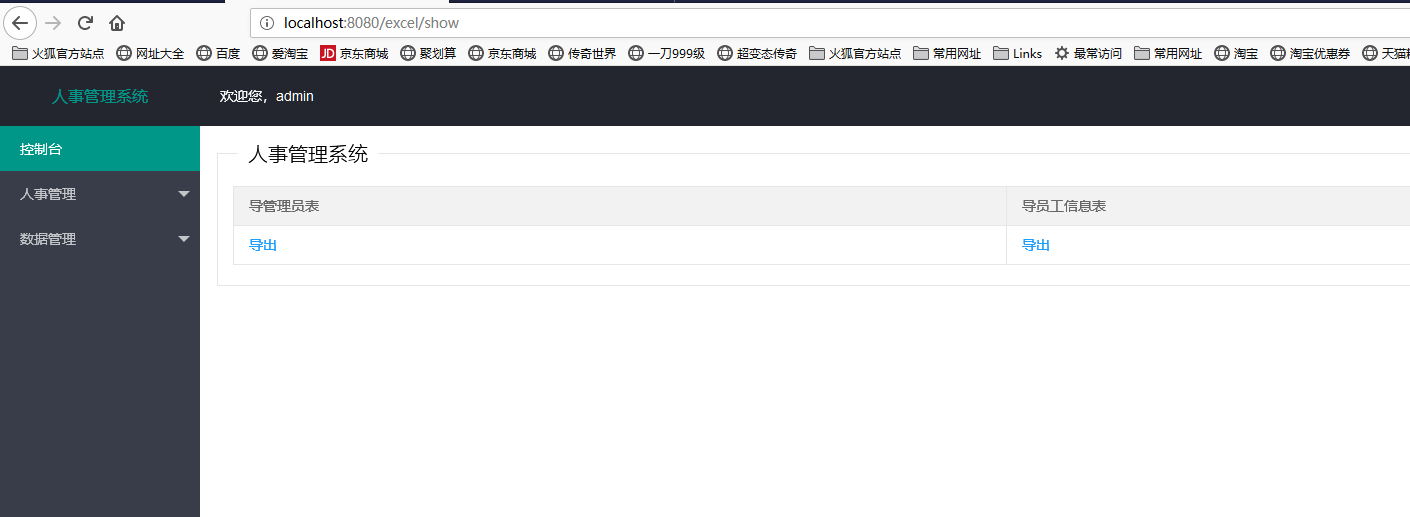 localhost:8080/excel/show
火狐官方站点 网址大全 百度 爱淘宝 JD 京东商城 聚划算 京东商城 传奇世界 一刀999级 超变态传奇 火狐官方站点 常用网址 Links 最常访问 常用网址 淘宝 淘宝优惠券 天猫
人事管理系统 欢迎您，admin
控制台
人事管理系统
人事管理
导管理员表 导员工信息表
数据管理
导出 导出